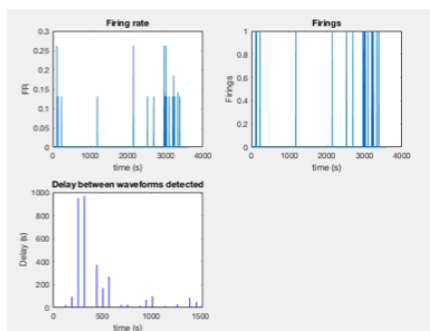 Firing rate
0.3
0.25
0.2
0.15
0.1
0.05
0
FR
0 1000 2000 3000 4000
time (s)
Firings
1
0.8
0.6
0.4
0.2
0
Firings
0 1000 2000 3000 4000
time (s)
Delay between waveforms detected
1000
800
600
400
200
0
Delay (s)
0 500 1000 1500
time (s)